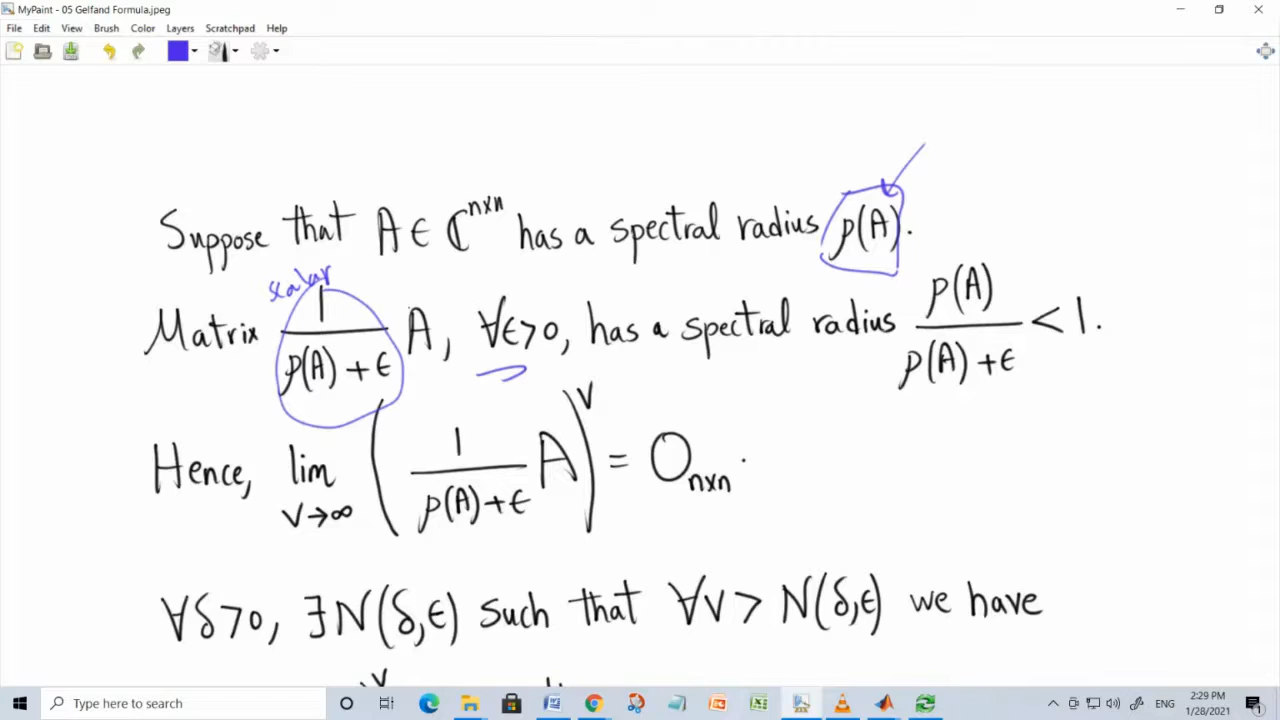 MyPaint - 05 Gelfand Formula.jpeg
File Edit View Brush Color Layers Scratchpad Help
Suppose that A ∈ ℂ^{n×n} has a spectral radius ρ(A).
scalar
Matrix 1/(ρ(A)+ϵ) A, ∀ϵ>0, has a spectral radius ρ(A)/(ρ(A)+ϵ) < 1.
Hence, lim_{v→∞} (1/(ρ(A)+ϵ) A)^v = O_{n×n}.
∀δ>0, ∃N(δ,ϵ) such that ∀v > N(δ,ϵ) we have
Type here to search
ENG
2:29 PM
1/28/2021